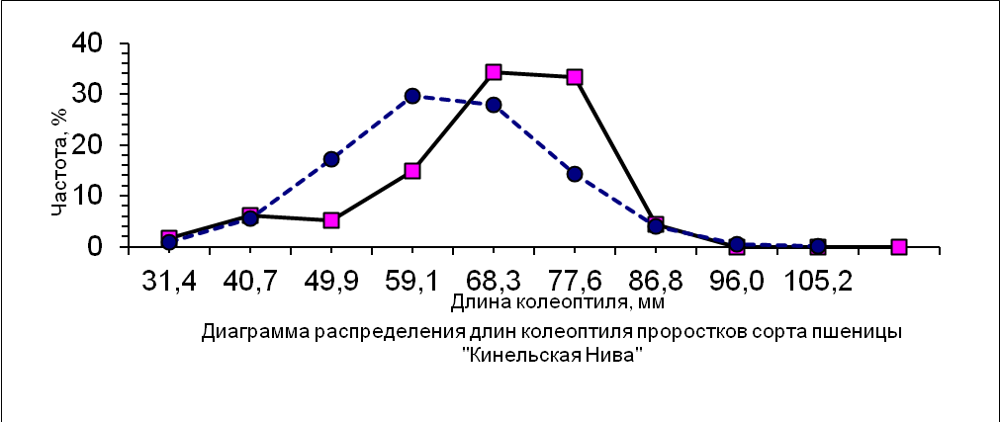 40
30
20
10
0
Частота, %
31,4 40,7 49,9 59,1 68,3 77,6 86,8 96,0 105,2
Длина колеоптиля, мм
Диаграмма распределения длин колеоптиля проростков сорта пшеницы
"Кинельская Нива"